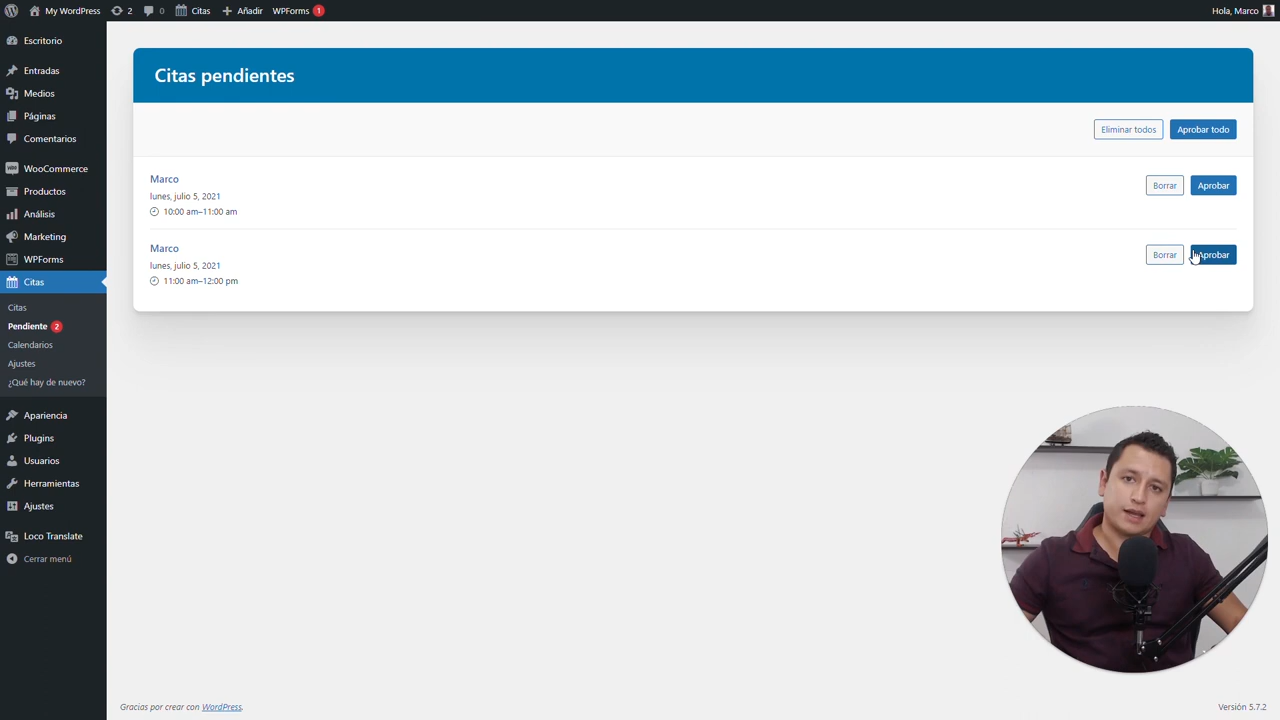 My WordPress 2 0 Citas Añadir WPForms 1 Hola, Marco
Escritorio
Entradas
Medios
Páginas
Comentarios
WooCommerce
Productos
Análisis
Marketing
WPForms
Citas
Citas
Pendiente 2
Calendarios
Ajustes
¿Qué hay de nuevo?
Apariencia
Plugins
Usuarios
Herramientas
Ajustes
Loco Translate
Cerrar menú
Citas pendientes
Eliminar todos Aprobar todo
Marco
lunes, julio 5, 2021
10:00 am–11:00 am
Borrar Aprobar
Marco
lunes, julio 5, 2021
11:00 am–12:00 pm
Borrar Aprobar
Gracias por crear con WordPress.
Versión 5.7.2